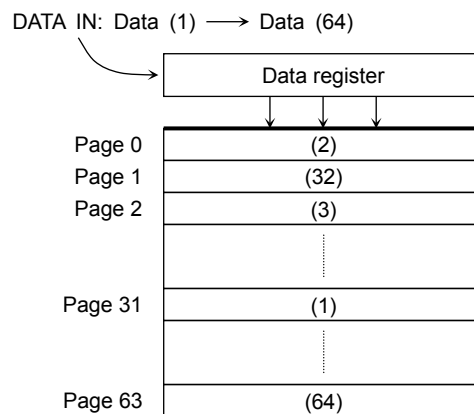 DATA IN: Data (1) ⟶ Data (64)
Data register
Page 0 (2)
Page 1 (32)
Page 2 (3)
Page 31 (1)
Page 63 (64)